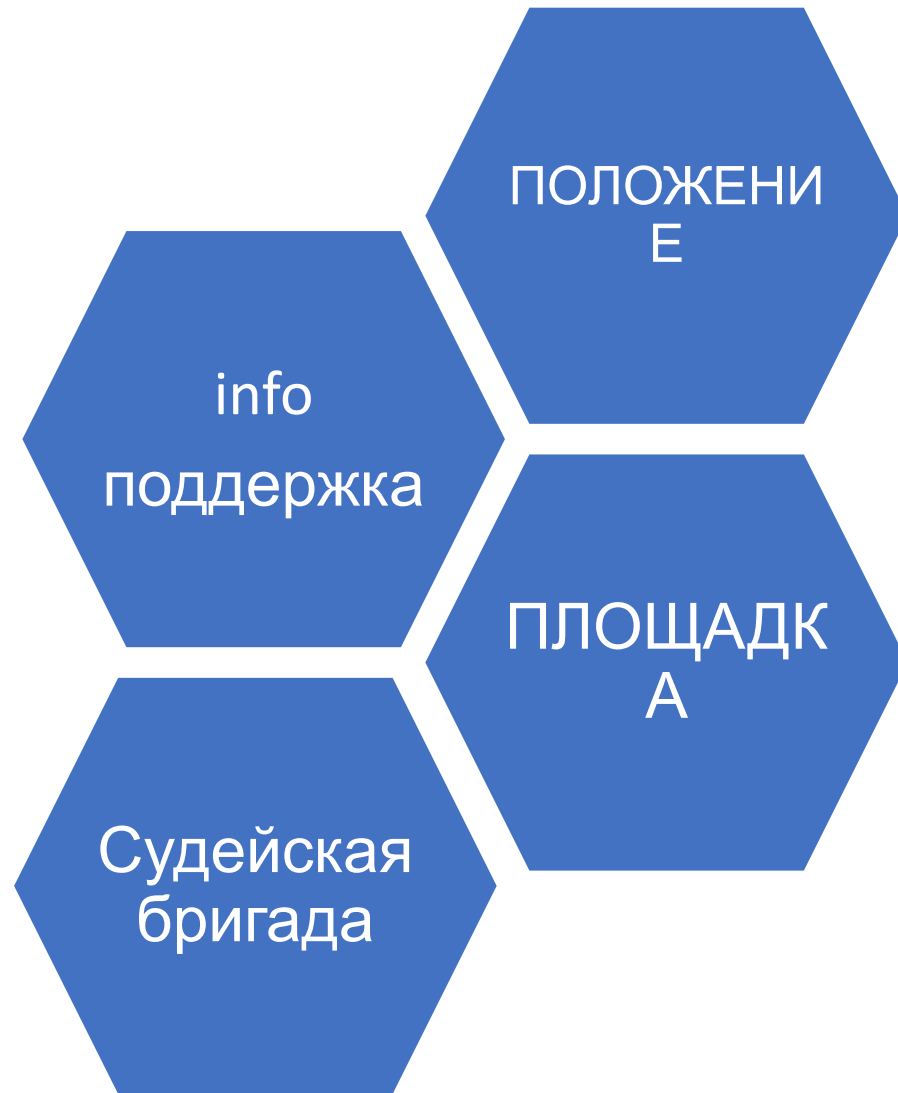 ПОЛОЖЕНИ
Е
info
поддержка
ПЛОЩАДК
А
Судейская
бригада